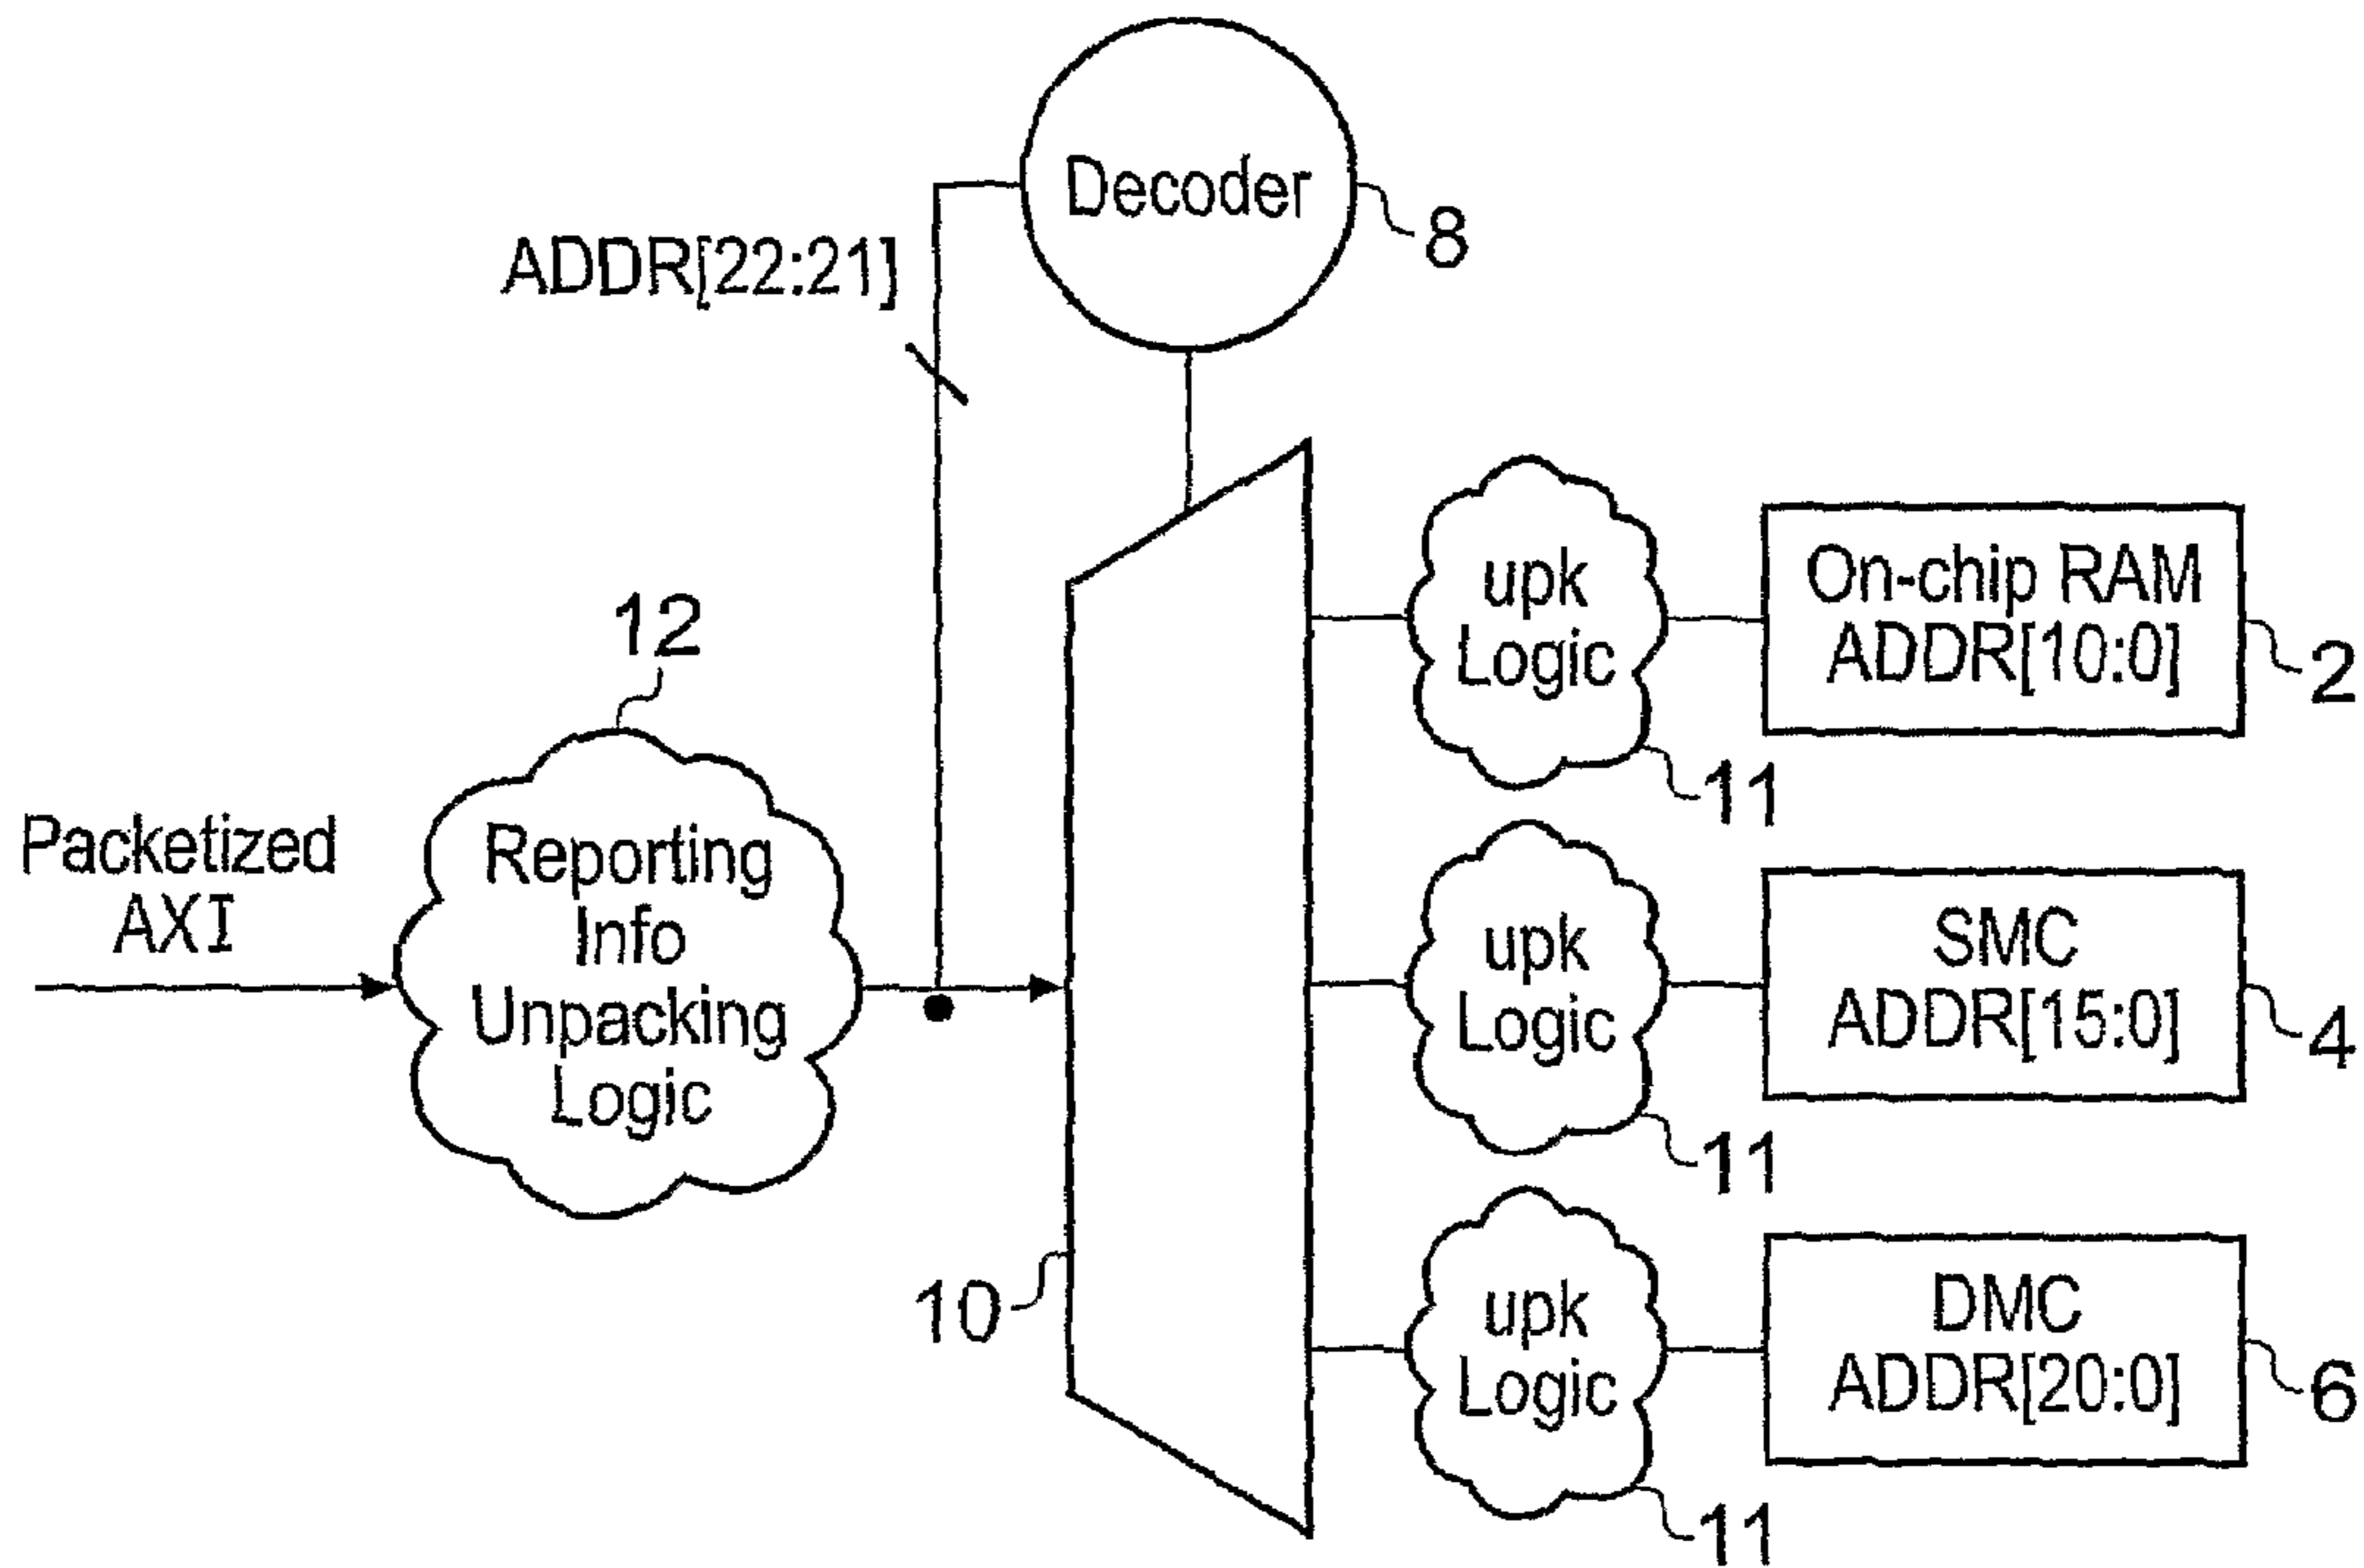 Decoder
8
ADDR[22:21]
12
Packetized
AXI
Reporting
Info
Unpacking
Logic
10
upk
Logic
11
On-chip RAM
ADDR[10:0]
2
upk
Logic
11
SMC
ADDR[15:0]
4
upk
Logic
11
DMC
ADDR[20:0]
6